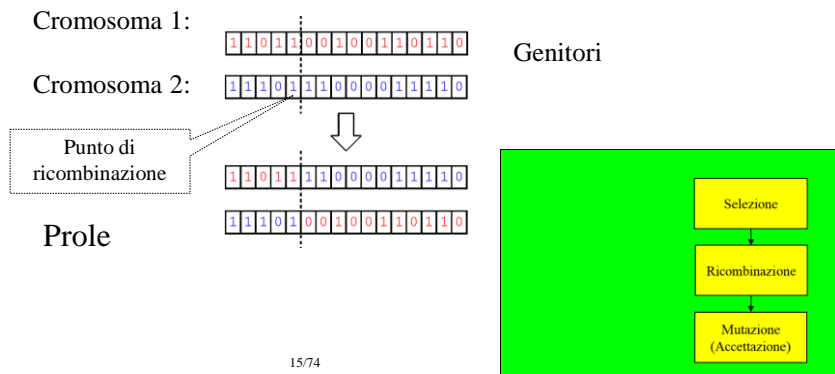 Cromosoma 1:
1101100100110110
Genitori
Cromosoma 2:
1110111000011110
Punto di
ricombinazione
1101111000011110
Prole
1110100100110110
Selezione
Ricombinazione
Mutazione
(Accettazione)
15/74